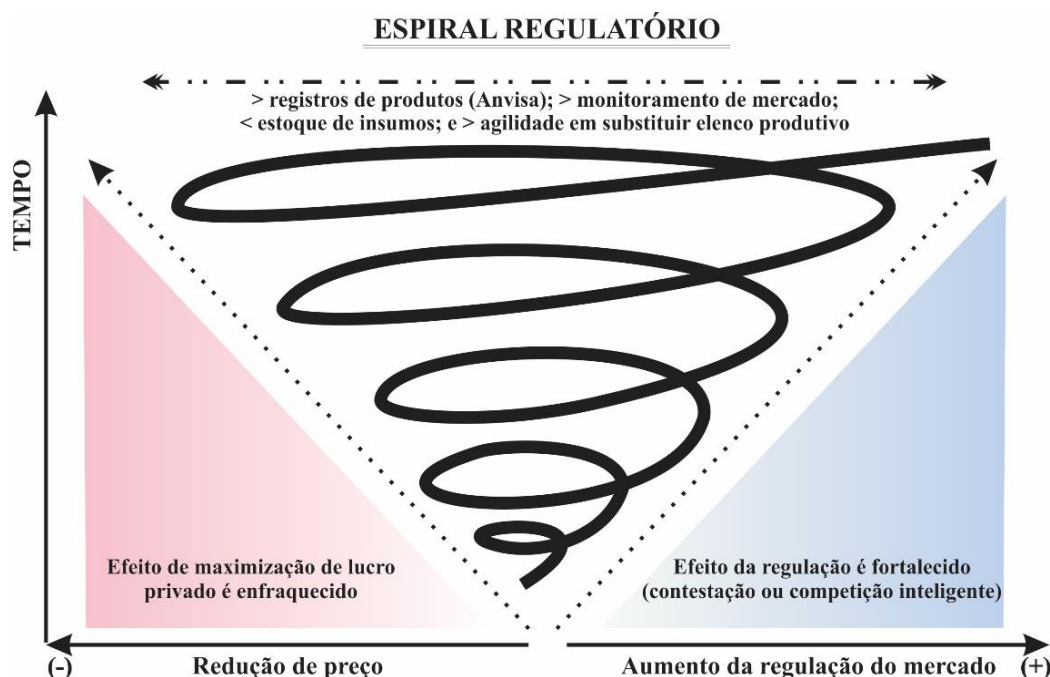 ESPIRAL REGULATÓRIO
> registros de produtos (Anvisa); > monitoramento de mercado;
< estoque de insumos; e > agilidade em substituir elenco produtivo
TEMPO
Efeito de maximização de lucro
privado é enfraquecido
Efeito da regulação é fortalecido
(contestação ou competição inteligente)
(-)
Redução de preço
Aumento da regulação do mercado
(+)